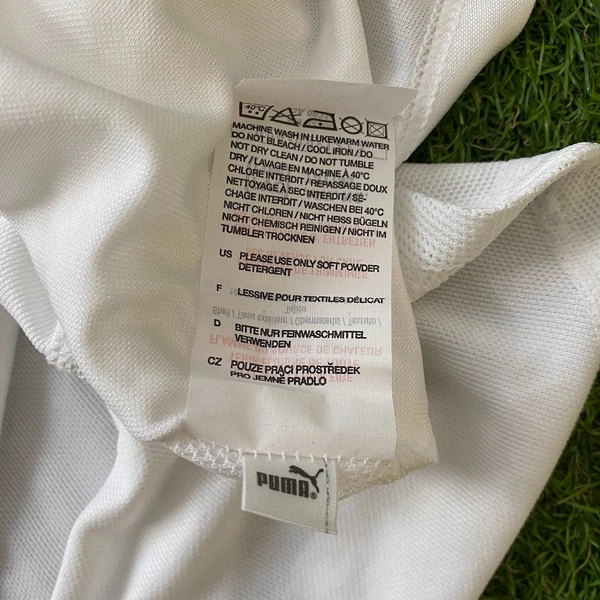 40°C
MACHINE WASH IN LUKEWARM WATER
DO NOT BLEACH / COOL IRON / DO
NOT DRY CLEAN / DO NOT TUMBLE
DRY / LAVAGE EN MACHINE À 40°C
CHLORE INTERDIT / REPASSAGE DOUX
NETTOYAGE À SEC INTERDIT / SÉ-
CHAGE INTERDIT / WASCHEN BEI 40°C
NICHT CHLOREN / NICHT HEISS BÜGELN
NICHT CHEMISCH REINIGEN / NICHT IM
TUMBLER TROCKNEN
US PLEASE USE ONLY SOFT POWDER
DETERGENT
F LESSIVE POUR TEXTILES DÉLICAT
D BITTE NUR FEINWASCHMITTEL
VERWENDEN
CZ POUZE PRACÍ PROSTŘEDEK
PRO JEMNÉ PRÁDLO
PUMA®